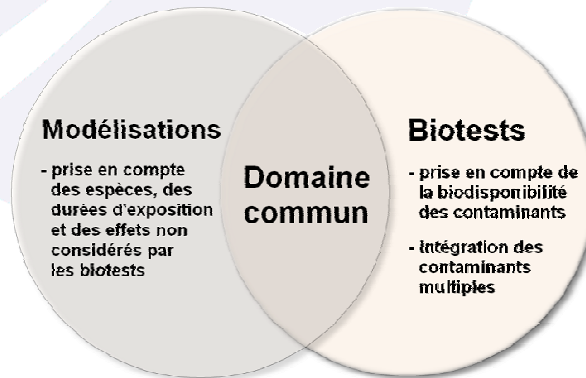 Modélisations
- prise en compte
des espèces, des
durées d'exposition
et des effets non
considérés par
les biotests
Domaine
commun
Biotests
- prise en compte de
la biodisponibilité
des contaminants
- Intégration des
contaminants
multiples